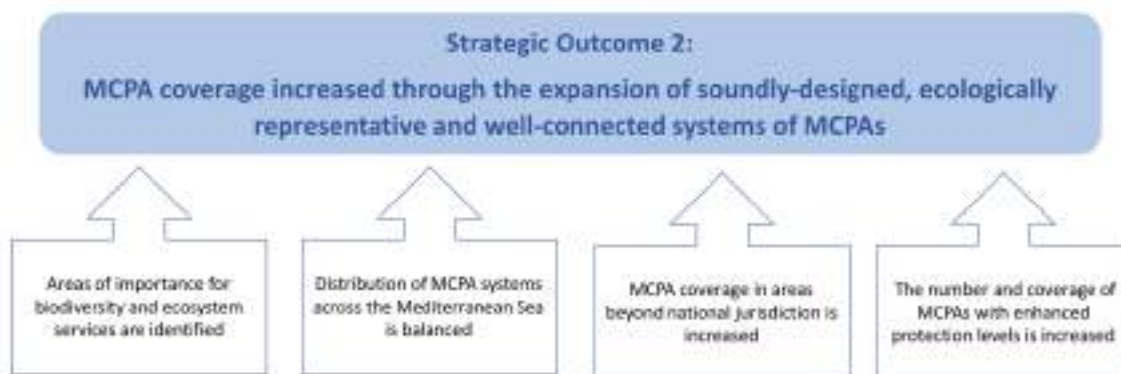 Strategic Outcome 2:
MCPA coverage increased through the expansion of soundly-designed, ecologically
representative and well-connected systems of MCPAs
Areas of importance for
biodiversity and ecosystem
services are identified
Distribution of MCPA systems
across the Mediterranean Sea
is balanced
MCPA coverage in areas
beyond national jurisdiction is
increased
The number and coverage of
MCPAs with enhanced
protection levels is increased